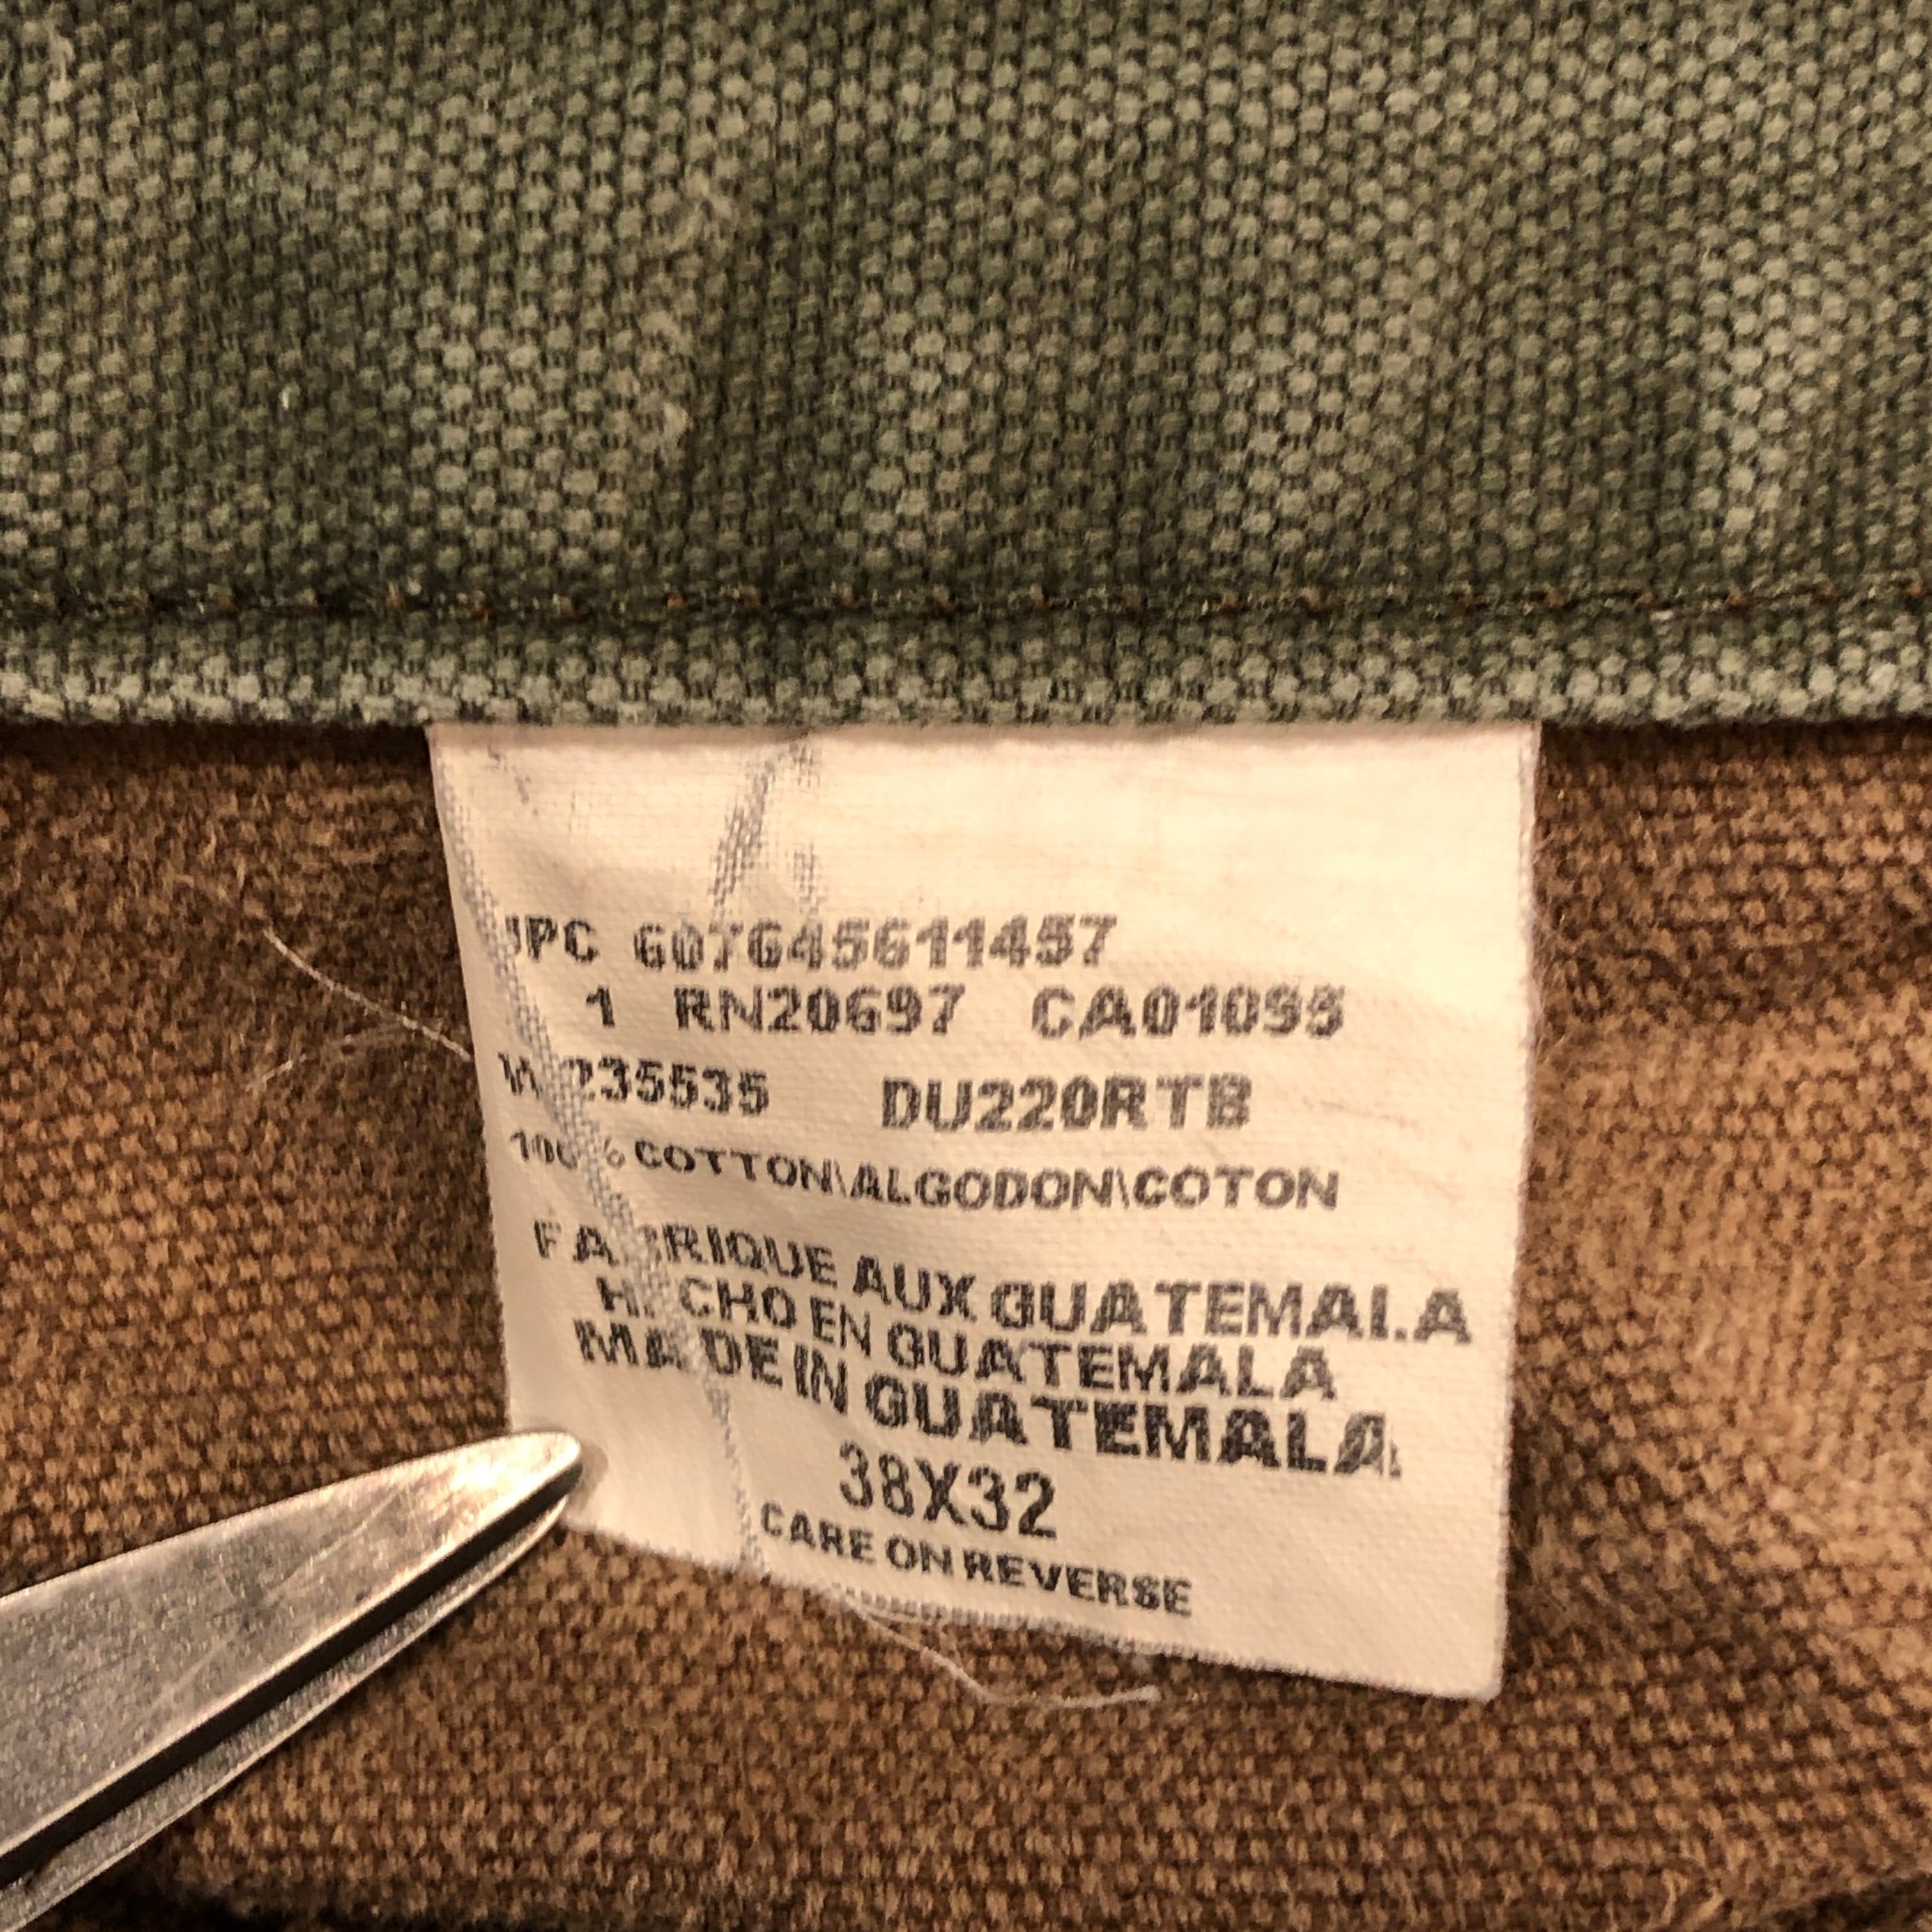 UPC 607645611457
1 RN20697 CA01095
W 235535 DU220RTB
100% COTTON\ALGODON\COTON
FABRIQUE AUX GUATEMALA
HECHO EN GUATEMALA
MADE IN GUATEMALA
38X32
CARE ON REVERSE